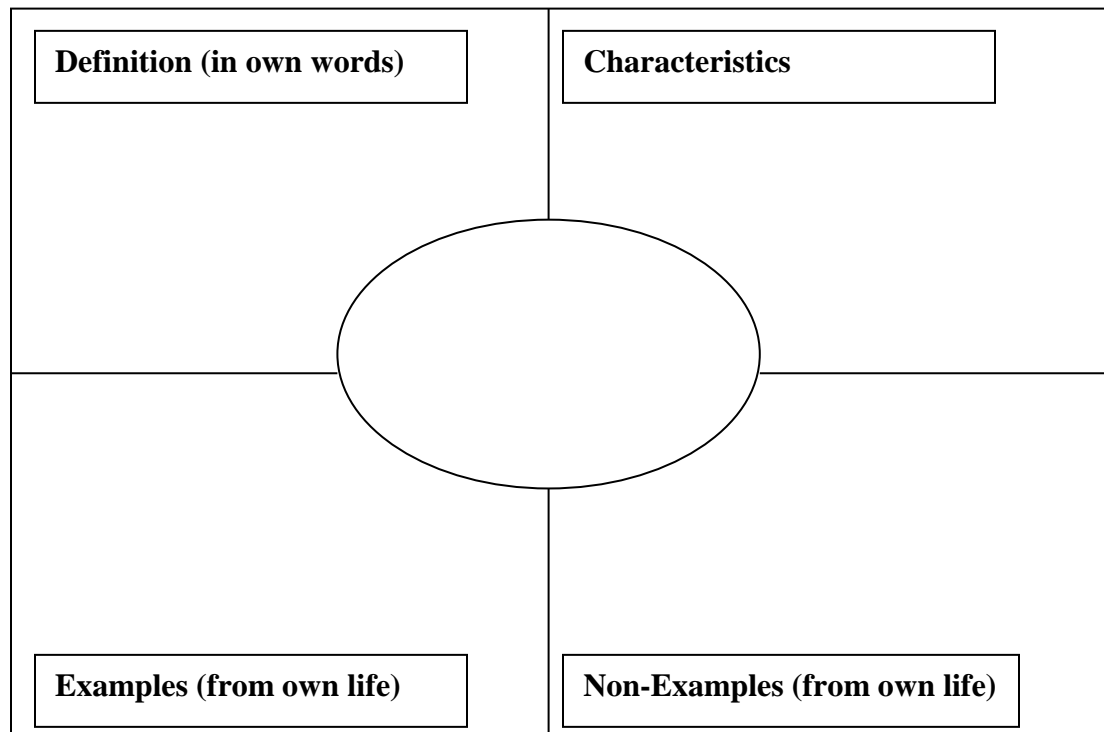 Definition (in own words)
Characteristics
Examples (from own life)
Non-Examples (from own life)